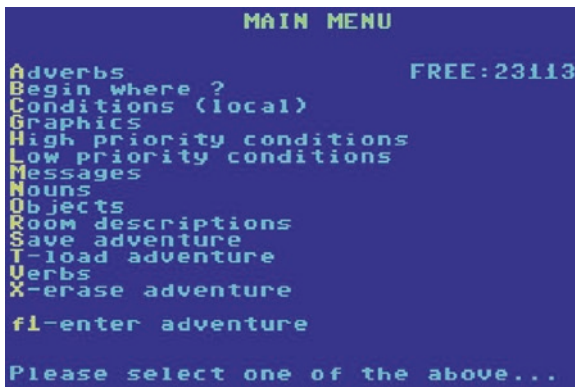 MAIN MENU
Adverbs FREE:23113
Begin where ?
Conditions (local)
Graphics
High priority conditions
Low priority conditions
Messages
Nouns
Objects
Room descriptions
Save adventure
T-load adventure
Verbs
X-erase adventure
f1-enter adventure
Please select one of the above...